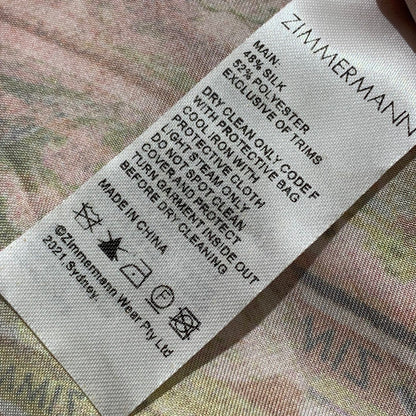 ZIMMERMANN
MAIN:
48% SILK
52% POLYESTER
EXCLUSIVE OF TRIMS
DRY CLEAN ONLY CODE F
WITH PROTECTIVE BAG
COOL IRON WITH
PROTECTIVE CLOTH
LIGHT STEAM ONLY
DO NOT SPOT CLEAN
COVER AND PROTECT
TURN GARMENT INSIDE OUT
BEFORE DRY CLEANING
MADE IN CHINA
F
©Zimmermann Wear Pty Ltd
2021 Sydney.